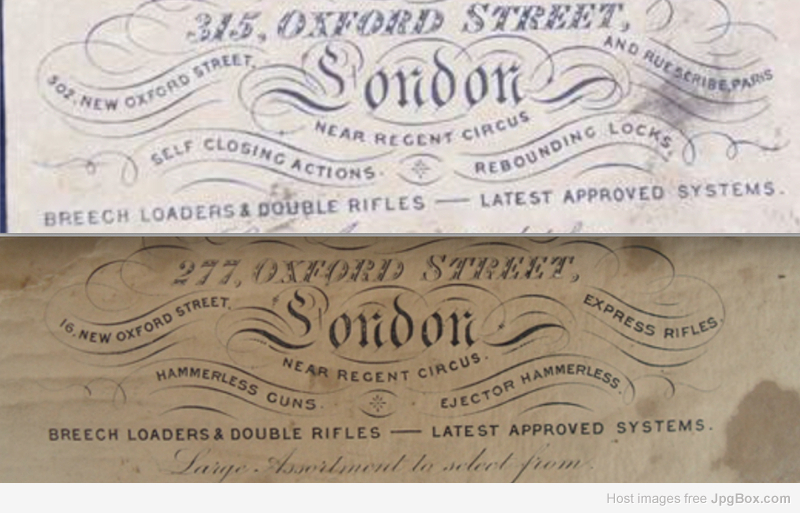 315, OXFORD STREET,
502, NEW OXFORD STREET,
London
AND RUE SCRIBE, PARIS
NEAR REGENT CIRCUS
SELF CLOSING ACTIONS.
REBOUNDING LOCKS,
BREECH LOADERS & DOUBLE RIFLES — LATEST APPROVED SYSTEMS.
277, OXFORD STREET,
16, NEW OXFORD STREET,
London
EXPRESS RIFLES,
NEAR REGENT CIRCUS.
HAMMERLESS GUNS.
EJECTOR HAMMERLESS.
BREECH LOADERS & DOUBLE RIFLES — LATEST APPROVED SYSTEMS.
Large Assortment to select from.
Host images free JpgBox.com